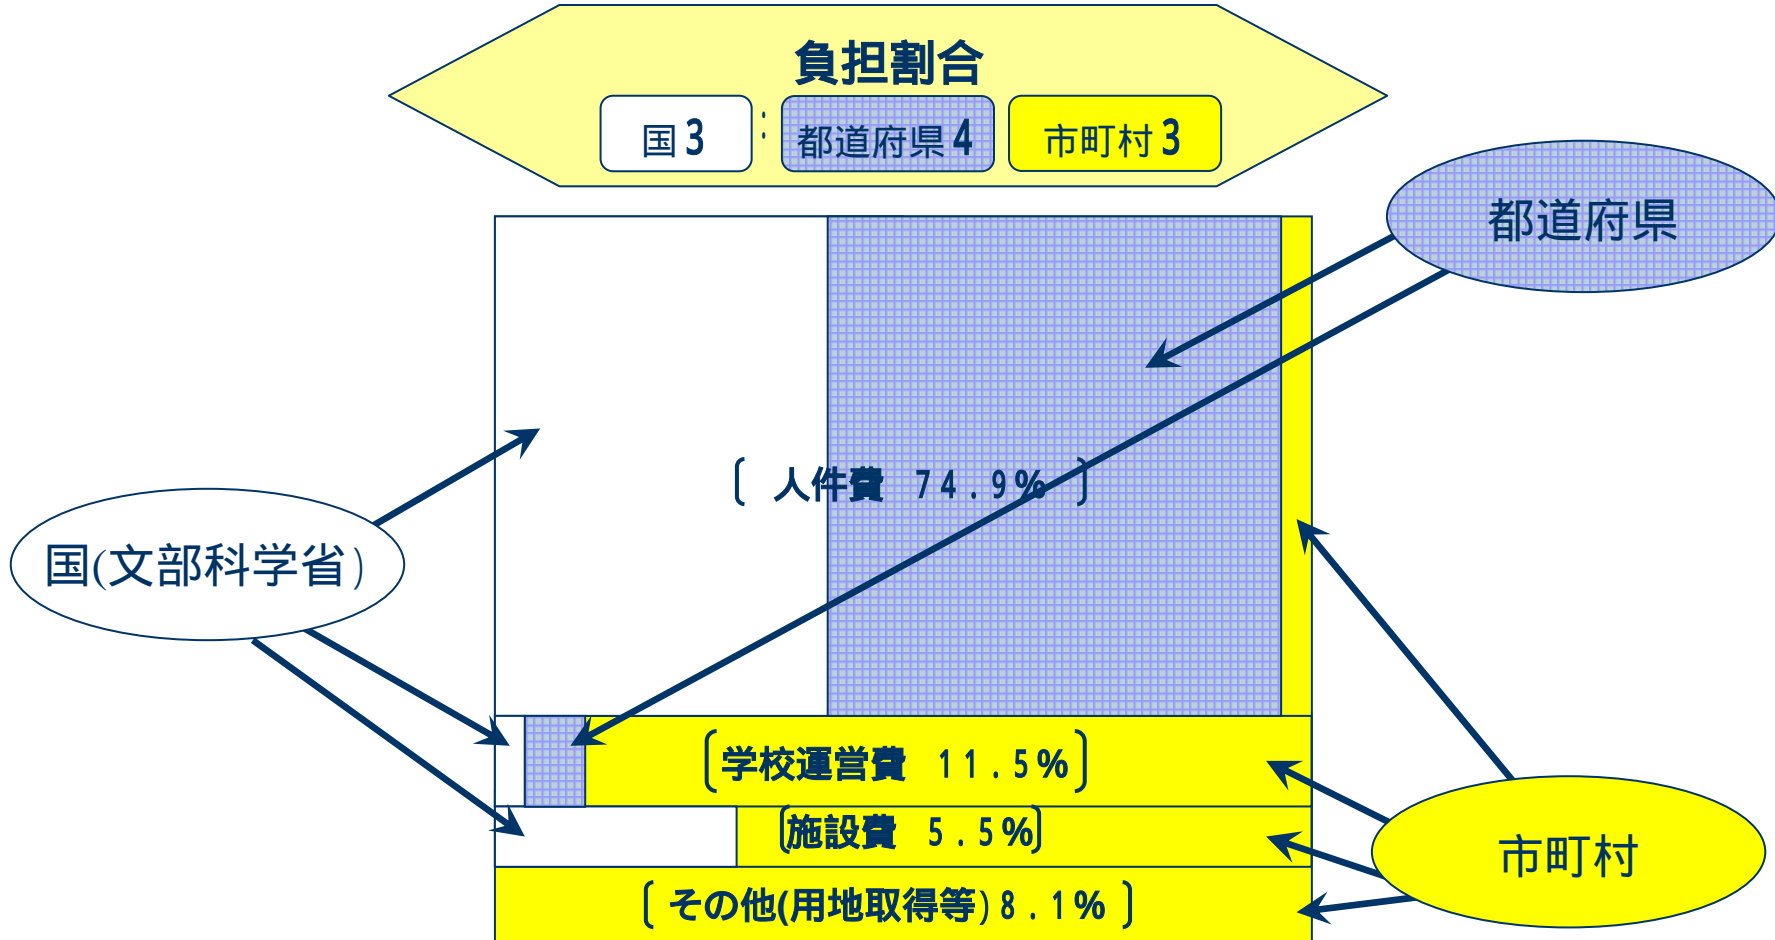 負担割合
国3 : 都道府県4 市町村3
都道府県
〔 人件費 74.9% 〕
国(文部科学省)
〔学校運営費 11.5%〕
〔施設費 5.5%〕
市町村
〔 その他(用地取得等)8.1% 〕